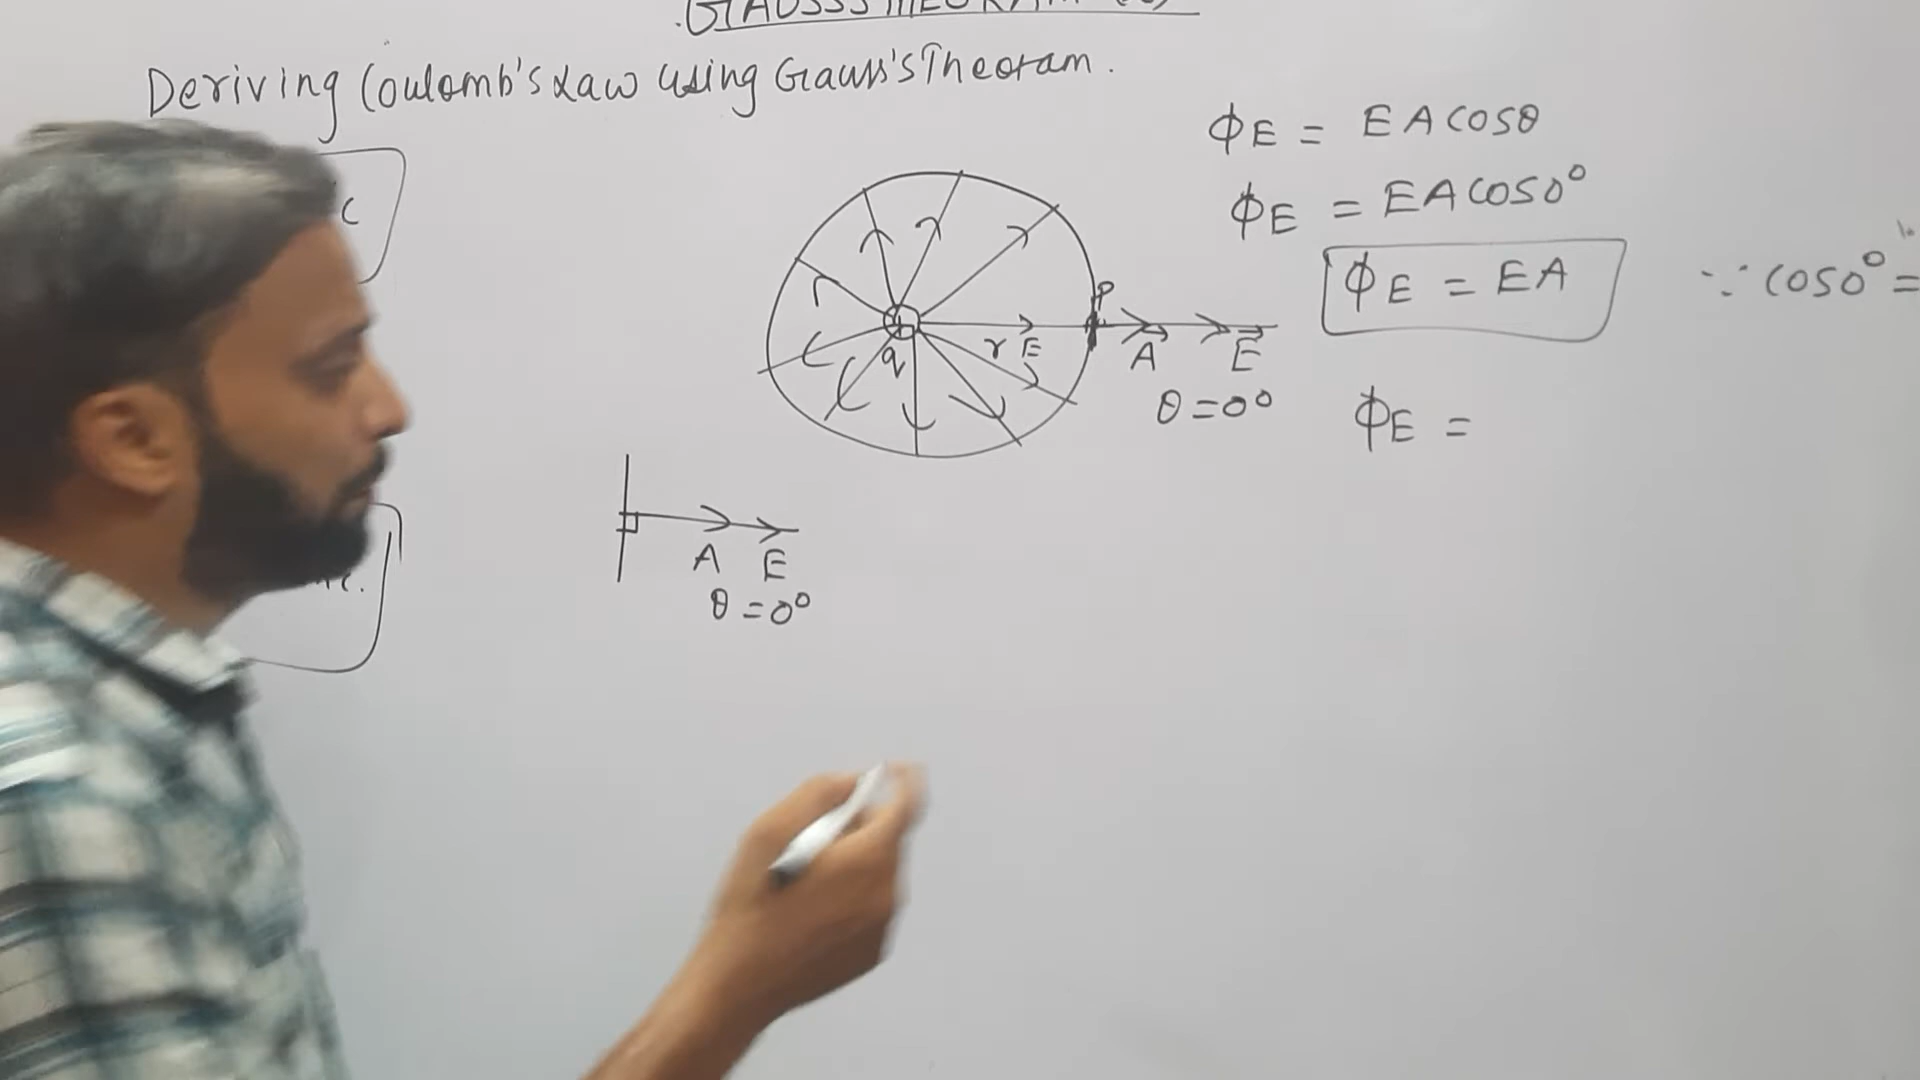 Deriving Coulomb's Law using Gauss's Theoram.
ϕE = EA COSθ
ϕE = EA COS0°
ϕE = EA
∵ COS0° =
ϕE =
P
A⃗ E⃗
θ = 0°
r E
+
q
C
A E
θ = 0°